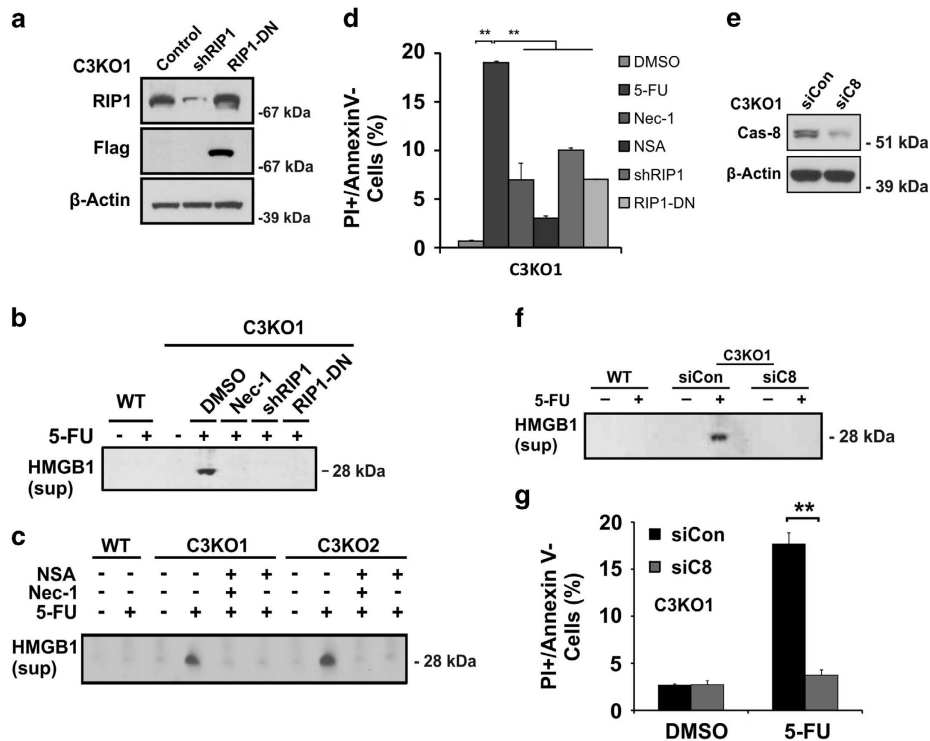 a
Control
shRIP1
RIP1-DN
C3KO1
RIP1
-67 kDa
Flag
-67 kDa
β-Actin
-39 kDa
b
C3KO1
WT
DMSO
Nec-1
shRIP1
RIP1-DN
5-FU - + - + + + +
HMGB1
(sup)
- 28 kDa
c
WT C3KO1 C3KO2
NSA - - - - + + - - + +
Nec-1 - - - - + - - - + -
5-FU - + - + + + - + + +
HMGB1
(sup)
- 28 kDa
d
PI+/AnnexinV-
Cells (%)
20
15
10
5
0
** **
DMSO
5-FU
Nec-1
NSA
shRIP1
RIP1-DN
C3KO1
e
siCon
siC8
C3KO1
Cas-8
- 51 kDa
β-Actin
- 39 kDa
f
C3KO1
WT siCon siC8
5-FU – + – + – +
HMGB1
(sup)
- 28 kDa
g
PI+/Annexin V-
Cells (%)
20
15
10
5
0
siCon
siC8
C3KO1
**
DMSO 5-FU